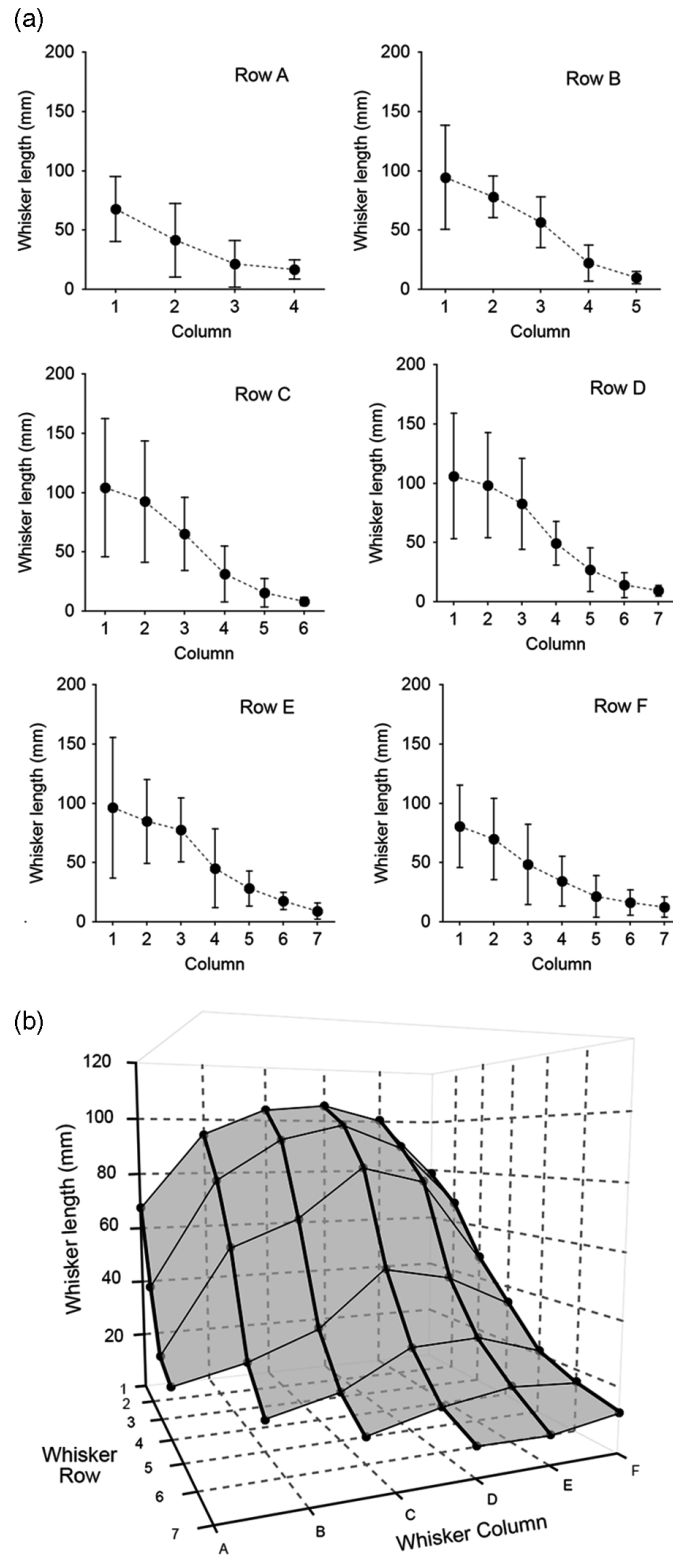 (a)
Row A
Whisker length (mm)
200
150
100
50
0
1 2 3 4
Column
Row B
Whisker length (mm)
200
150
100
50
0
1 2 3 4 5
Column
Row C
Whisker length (mm)
200
150
100
50
0
1 2 3 4 5 6
Column
Row D
Whisker length (mm)
200
150
100
50
0
1 2 3 4 5 6 7
Column
Row E
Whisker length (mm)
200
150
100
50
0
1 2 3 4 5 6 7
Column
Row F
Whisker length (mm)
200
150
100
50
0
1 2 3 4 5 6 7
Column
(b)
Whisker length (mm)
120
100
80
60
40
20
1
2
3
4
5
6
7
Whisker
Row
A B C D E F
Whisker Column